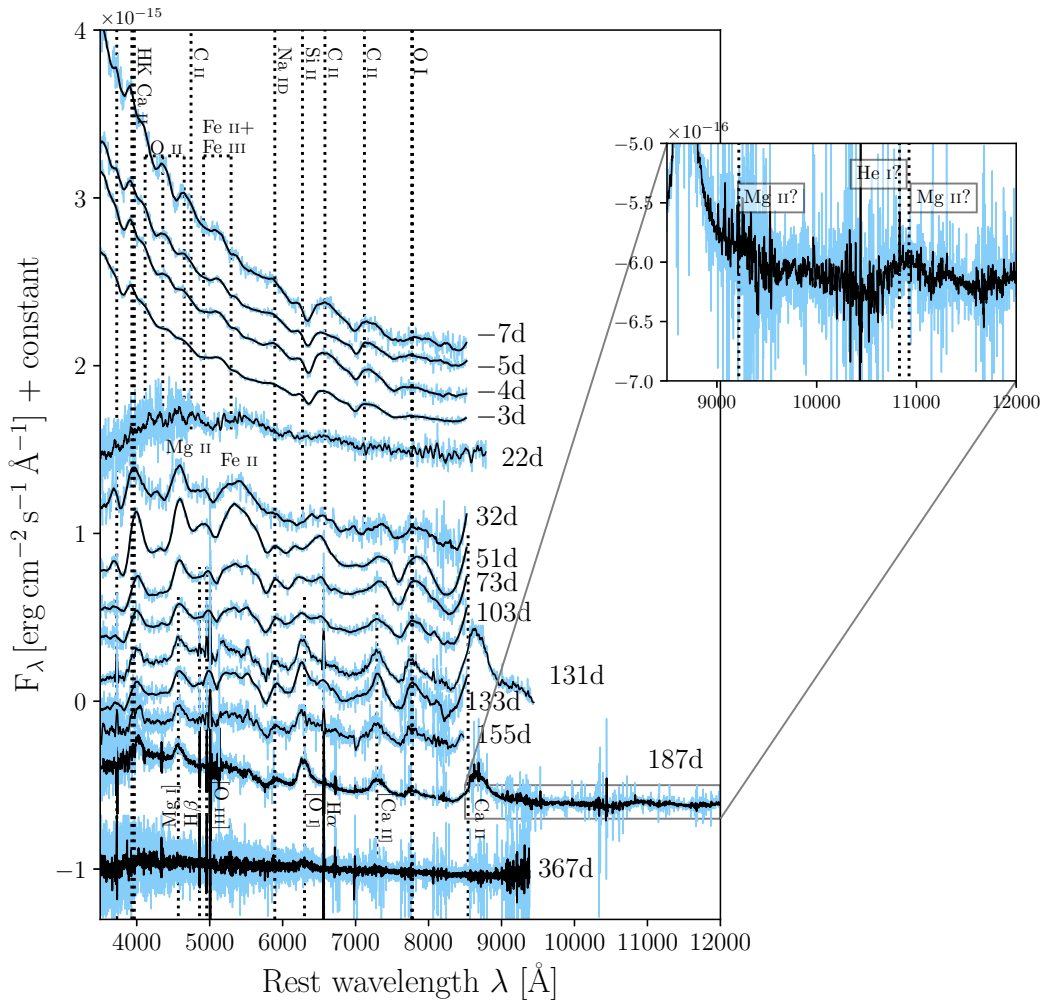 ×10⁻¹⁵
4
3
2
1
0
−1
F_λ [erg cm⁻² s⁻¹ Å⁻¹] + constant
HK Ca II
C II
Na ID
Si II
C II
C II
O I
O II
Fe II+
Fe III
Mg II
Fe II
−7d
−5d
−4d
−3d
22d
32d
51d
73d
103d
131d
133d
155d
187d
367d
Mg I]
Hβ
[O III]
[O I]
Hα
[Ca II]
Ca II
4000 5000 6000 7000 8000 9000 10000 11000 12000
Rest wavelength λ [Å]
×10⁻¹⁶
−5.0
−5.5
−6.0
−6.5
−7.0
Mg II?
He I?
Mg II?
9000 10000 11000 12000